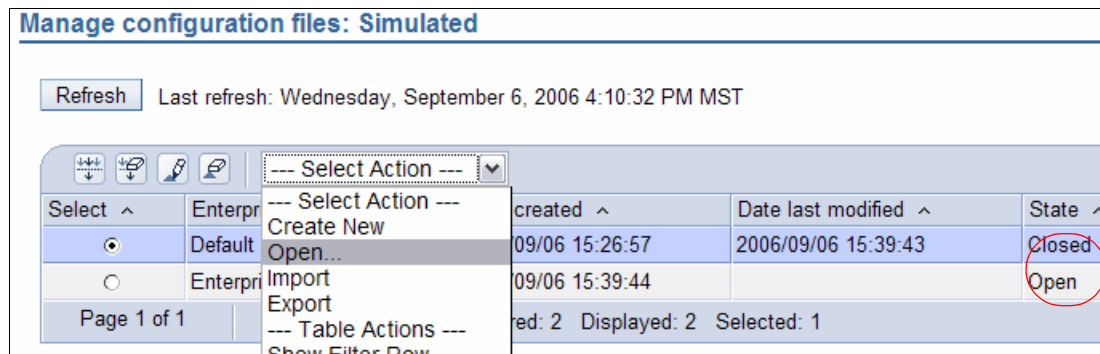 Manage configuration files: Simulated
Refresh Last refresh: Wednesday, September 6, 2006 4:10:32 PM MST
--- Select Action ---
Select Enterpr created Date last modified State
--- Select Action ---
Create New
Default /09/06 15:26:57 2006/09/06 15:39:43 Closed
Open...
Enterpri /09/06 15:39:44 Open
Import
Export
Page 1 of 1 red: 2 Displayed: 2 Selected: 1
--- Table Actions ---
Show Filter Row